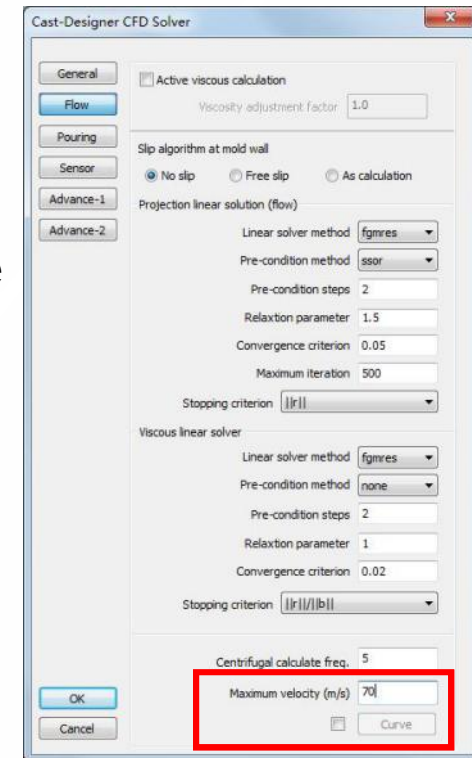 Cast-Designer CFD Solver
General
Flow
Pouring
Sensor
Advance-1
Advance-2
Active viscous calculation
Viscosity adjustment factor 1.0
Slip algorithm at mold wall
No slip Free slip As calculation
Projection linear solution (flow)
Linear solver method fgmres
Pre-condition method ssor
Pre-condition steps 2
Relaxtion parameter 1.5
Convergence criterion 0.05
Maximum iteration 500
Stopping criterion ||r||
Viscous linear solver
Linear solver method fgmres
Pre-condition method none
Pre-condition steps 2
Relaxtion parameter 1
Convergence criterion 0.02
Stopping criterion ||r||/||b||
Centrifugal calculate freq. 5
Maximum velocity (m/s) 70
Curve
OK
Cancel
e